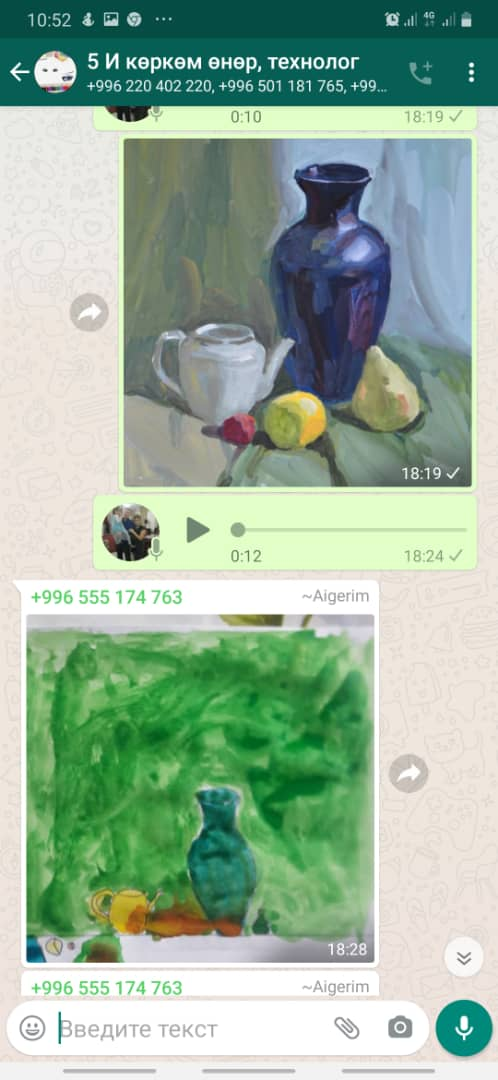 10:52
4G
5 И көркөм өнөр, технолог
+996 220 402 220, +996 501 181 765, +99...
0:10 18:19
18:19
0:12 18:24
+996 555 174 763 ~Aigerim
18:28
+996 555 174 763 ~Aigerim
Введите текст